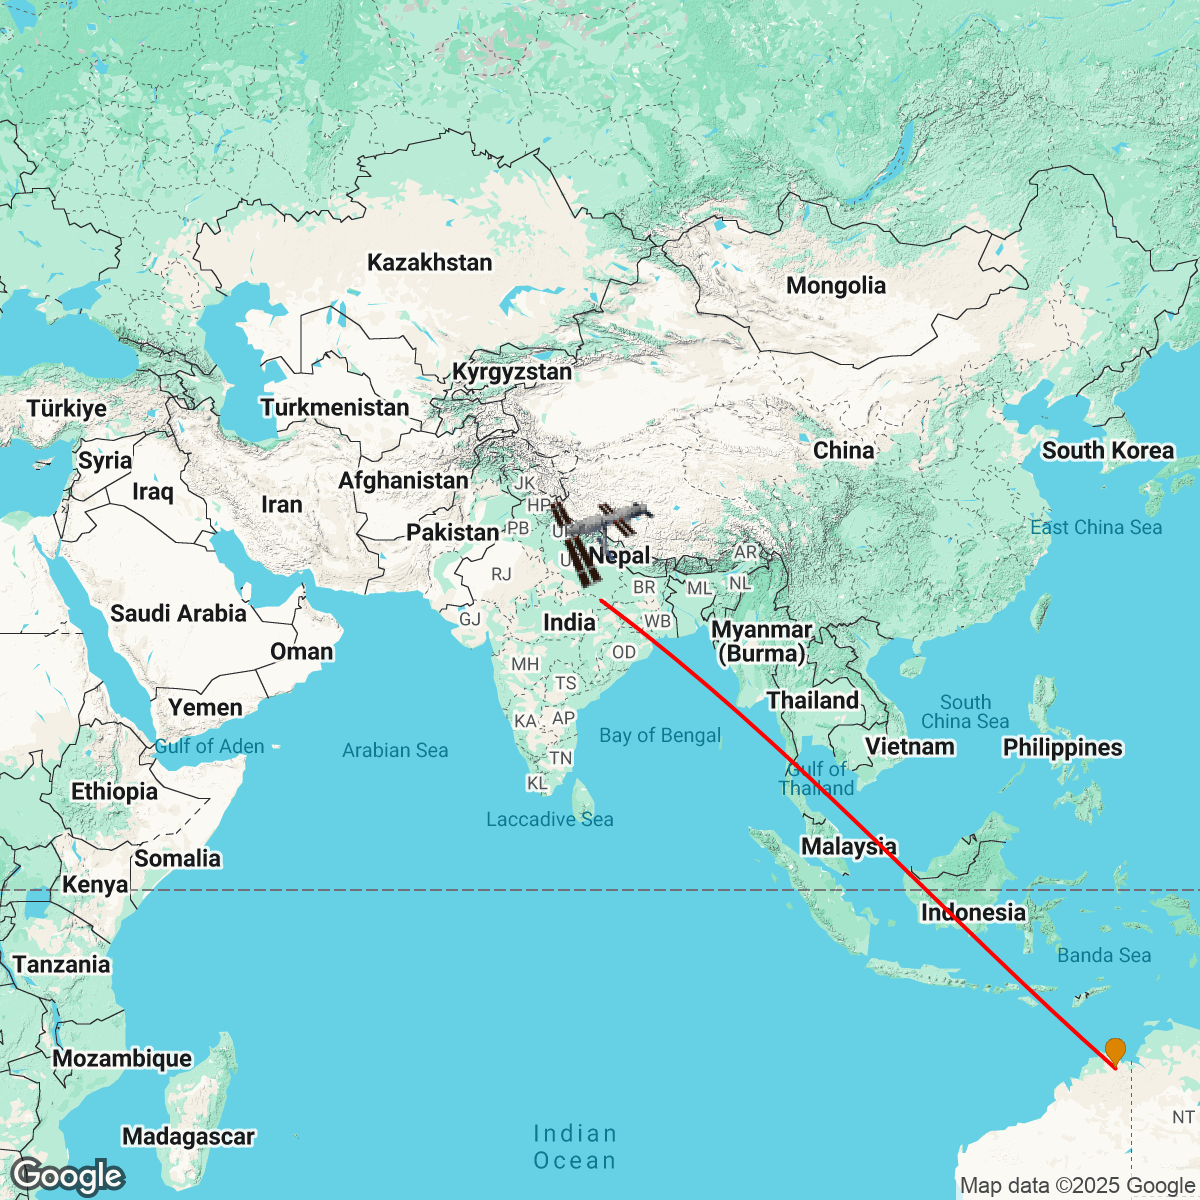 Kazakhstan
Mongolia
Kyrgyzstan
Türkiye
Turkmenistan
China
South Korea
Syria
Afghanistan
JK
Iraq
Iran
HP
East China Sea
Pakistan
PB
Nepal
AR
RJ
BR
ML
NL
Saudi Arabia
GJ
India
WB
Myanmar
(Burma)
Oman
OD
MH
TS
Thailand
South
China Sea
Yemen
KA
AP
Bay of Bengal
Gulf of Aden
Arabian Sea
Vietnam
Philippines
TN
Gulf of
Thailand
KL
Ethiopia
Laccadive Sea
Malaysia
Somalia
Kenya
Indonesia
Banda Sea
Tanzania
Mozambique
NT
Madagascar
Indian
Ocean
Google
Map data ©2025 Google